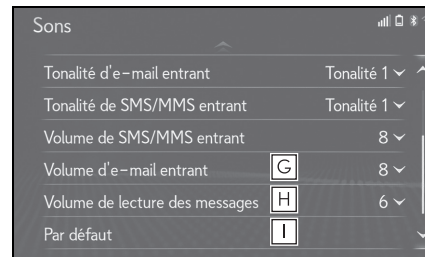 Sons
Tonalité d'e-mail entrant Tonalité 1
Tonalité de SMS/MMS entrant Tonalité 1
Volume de SMS/MMS entrant 8
Volume d'e-mail entrant G 8
Volume de lecture des messages H 6
Par défaut I